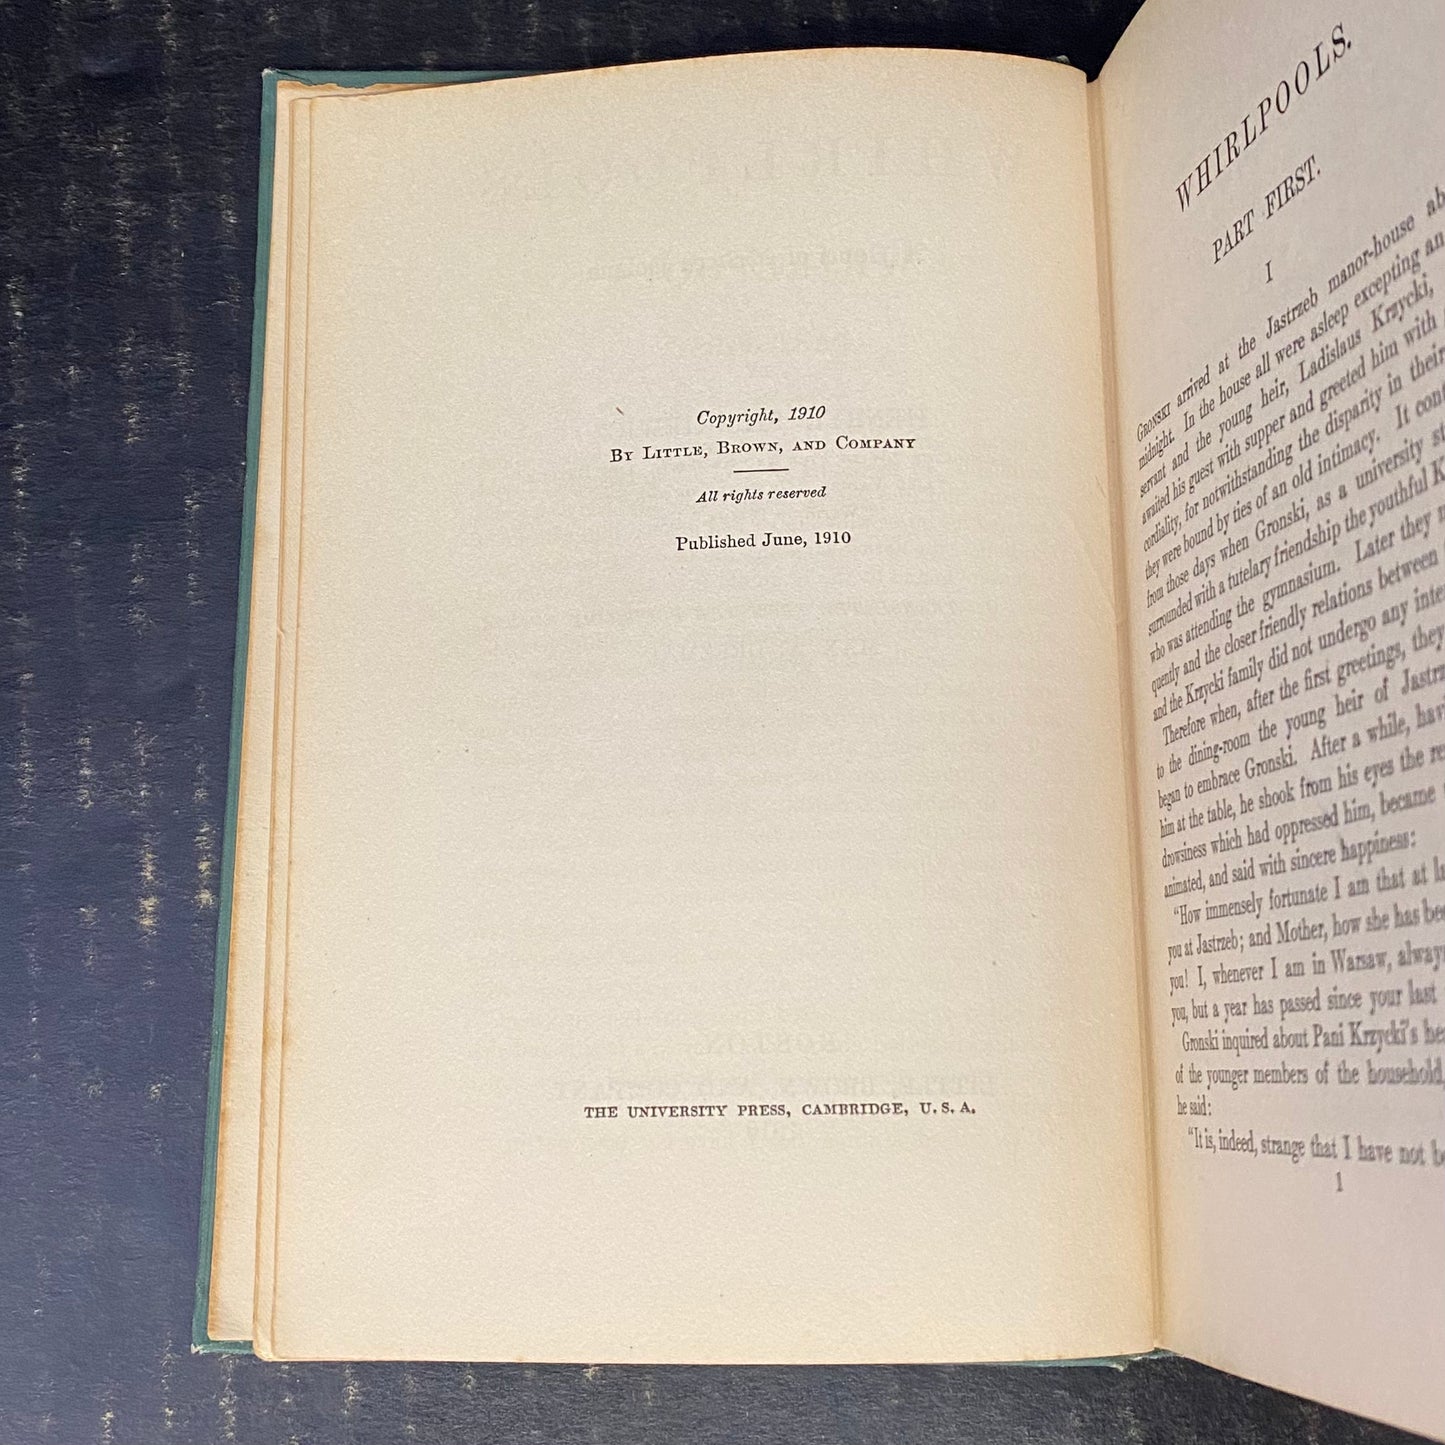 Copyright, 1910
By Little, Brown, and Company
All rights reserved
Published June, 1910
THE UNIVERSITY PRESS, CAMBRIDGE, U. S. A.
WHIRLPOOLS.
PART FIRST.
I
Gronski arrived at the Jastrzeb manor-house
midnight. In the house all were asleep excepting an
servant and the young heir, Ladislaus Krzycki,
awaited his guest with supper and greeted him with
cordiality, for notwithstanding the disparity in their
they were bound by ties of an old intimacy. It
from those days when Gronski, as a university
surrounded with a tutelary friendship the youthful
who was attending the gymnasium. Later they
quently and the closer friendly relations between
and the Krzycki family did not undergo any
Therefore when, after the first greetings, they
to the dining-room the young heir of
began to embrace Gronski. After a while,
him at the table, he shook from his eyes the
drowsiness which had oppressed him, became
animated, and said with sincere happiness:
"How immensely fortunate I am that at
you at Jastrzeb; and Mother, how she has
you! I, whenever I am in Warsaw,
you, but a year has passed since your last
Gronski inquired about Pani Krzycki's
of the younger members of the household,
he said:
"It is, indeed, strange that I have not
1